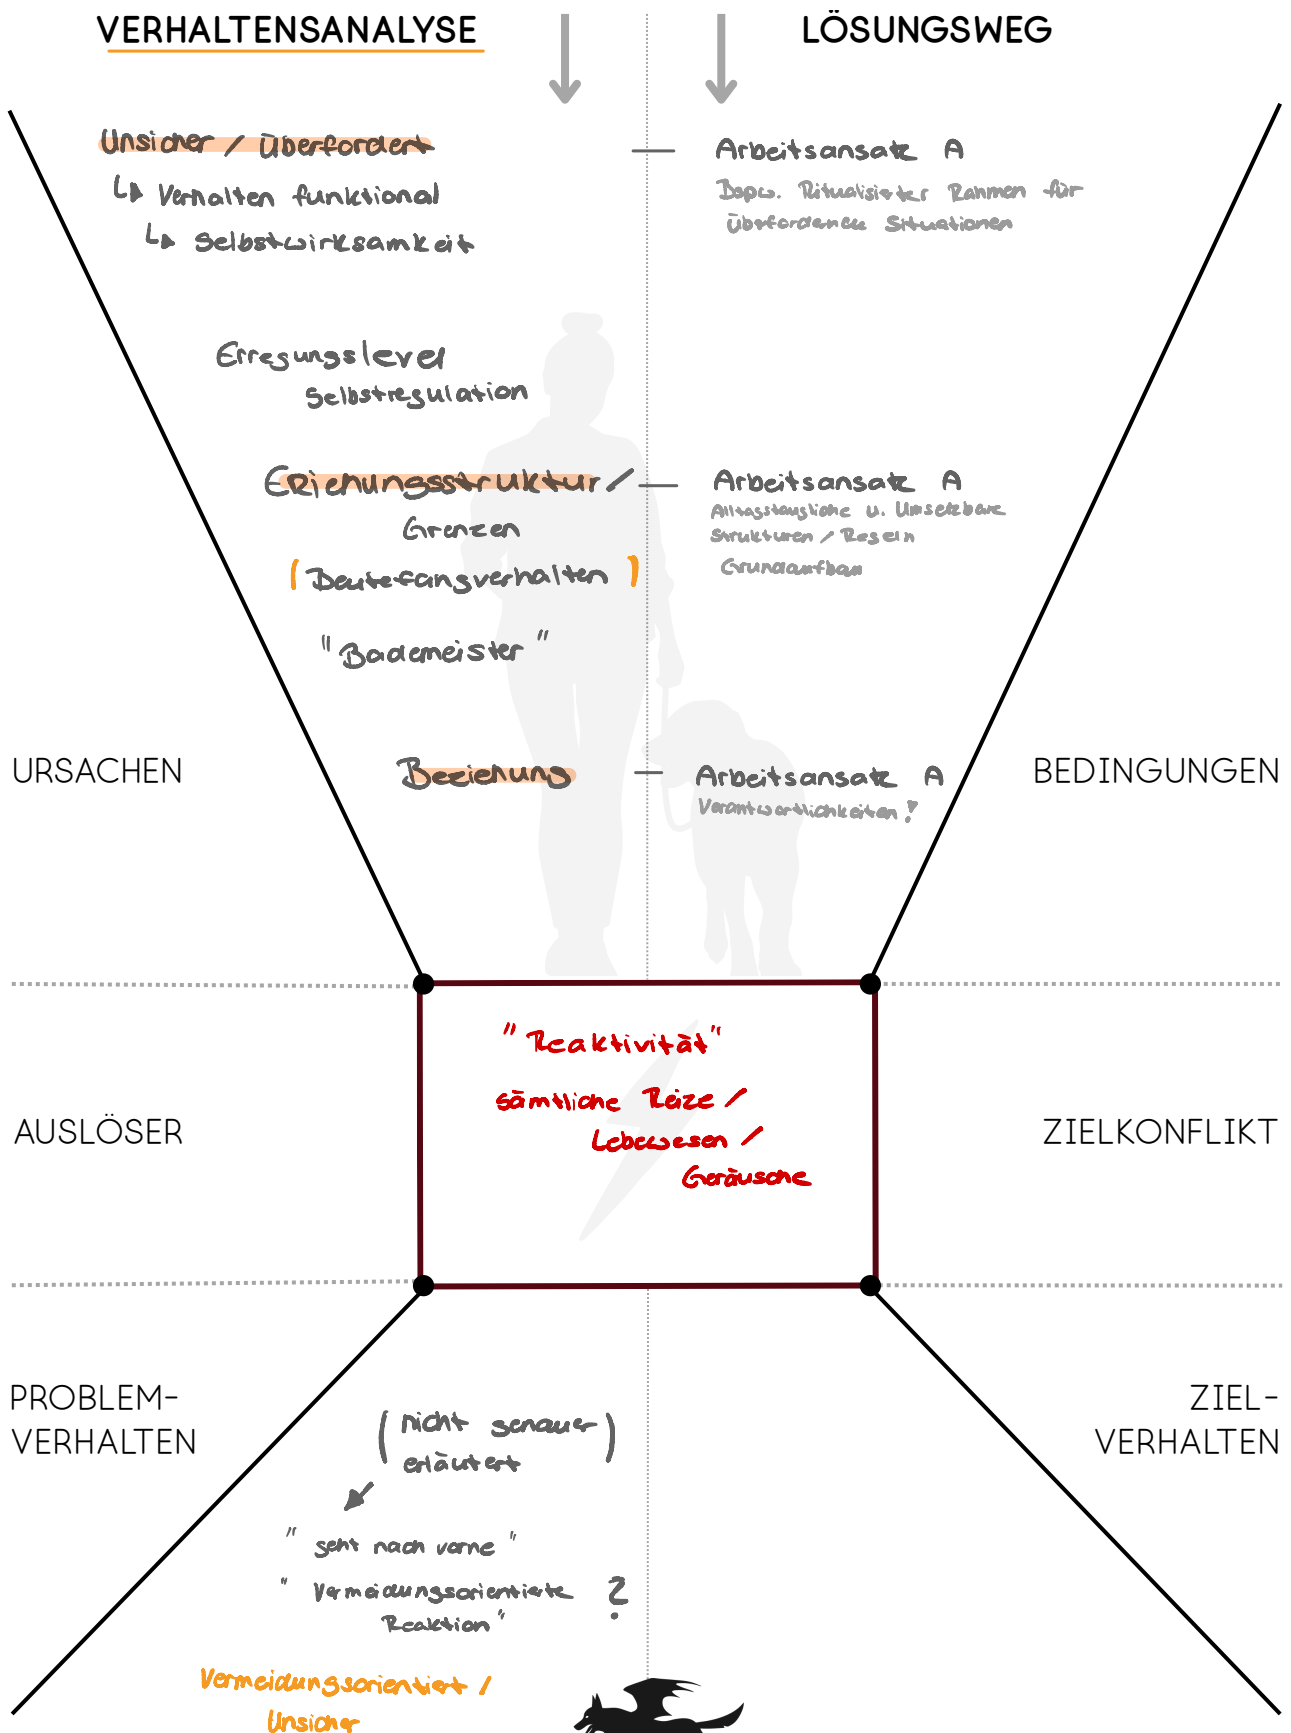 VERHALTENSANALYSE
LÖSUNGSWEG
Unsicher / Überfordert
↳ Verhalten funktional
↳ Selbstwirksamkeit
Arbeitsansatz A
Bspw. Ritualisierter Rahmen für
überfordernde Situationen
Erregungslevel
Selbstregulation
Erziehungsstruktur /
Grenzen
( Beutefangverhalten )
"Bademeister"
Arbeitsansatz A
Alltagstaugliche u. Umsetzbare
Strukturen / Regeln
Grundaufbau
URSACHEN
Beziehung
Arbeitsansatz A
Verantwortlichkeiten!
BEDINGUNGEN
"Reaktivität"
sämtliche Reize /
Lebewesen /
Geräusche
AUSLÖSER
ZIELKONFLIKT
PROBLEM-
VERHALTEN
ZIEL-
VERHALTEN
( nicht genauer )
erläutert
" geht nach vorne "
" Vermeidungsorientierte ?
Reaktion "
Vermeidungsorientiert /
Unsicher